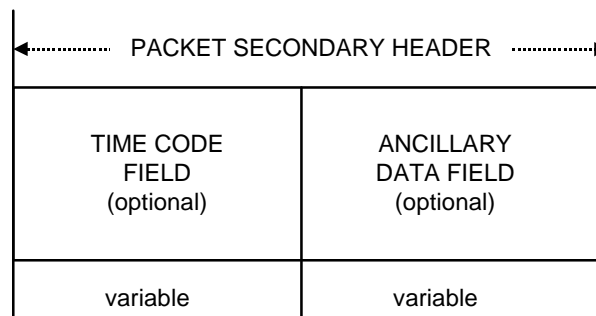 PACKET SECONDARY HEADER
TIME CODE
FIELD
(optional)
ANCILLARY
DATA FIELD
(optional)
variable
variable